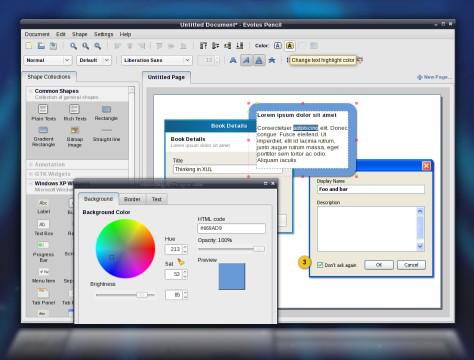 Untitled Document* - Evolus Pencil
Document Edit Shape Settings Help
Color: A A
Normal
Default
Liberation Sans
Change text highlight color
Shape Collections
Untitled Page
New Page...
Common Shapes
Collection of general shapes
Plain Texts
Rich Texts
Rectangle
Gradient Rectangle
Bitmap Image
Straight line
Annotation
GTK Widgets
Windows XP W
Microsoft Window
Label
Text Box
Progress Bar
Menu Item
Tab Panel
Book Details
Book Details
Lorem ipsum dolor sit amet
Title
Thinking in XUL
Lorem ipsum dolor sit amet
Consectetuer adipiscing elit. Donec
congue. Fusce eleifend. Ut
imperdiet, elit id lacinia rutrum,
justo augue rutrum massa, eget
porttitor sem tortor ac odio.
Aliquam iaculis.
Display Name
Foo and bar
Description
3
Don't ask again
OK
Cancel
Background Border Text
Background Color
HTML code
#669AD9
Hue
213
Opacity: 100%
Sat
53
Preview
Brightness
85